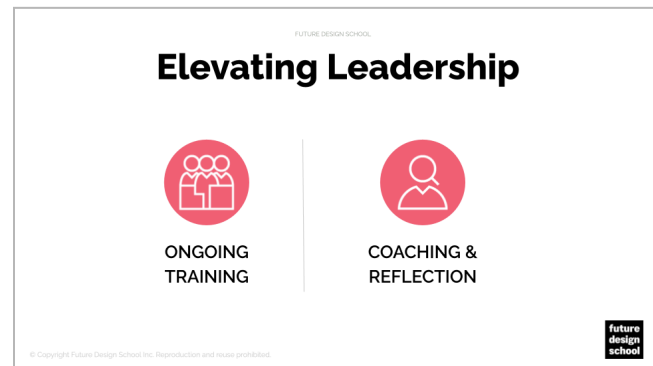 FUTURE DESIGN SCHOOL
Elevating Leadership
ONGOING
TRAINING
COACHING &
REFLECTION
future
design
school
© Copyright Future Design School Inc. Reproduction and reuse prohibited.